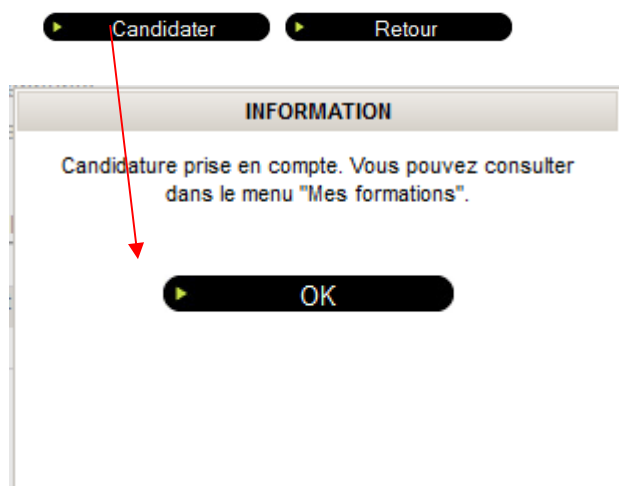 Candidater
Retour
INFORMATION
Candidature prise en compte. Vous pouvez consulter
dans le menu "Mes formations".
OK